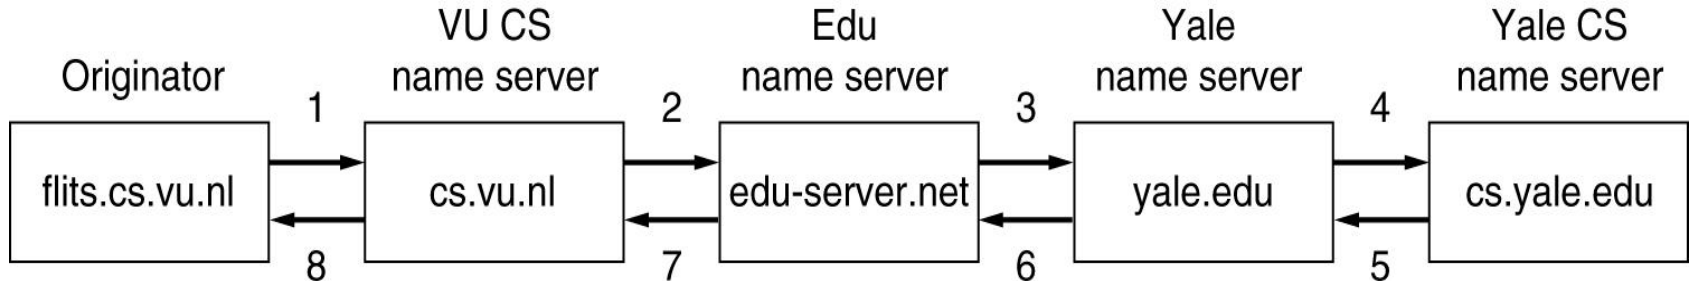 VU CS
Edu
Yale
Yale CS
Originator
name server
name server
name server
name server
1
2
3
4
flits.cs.vu.nl
cs.vu.nl
edu-server.net
yale.edu
cs.yale.edu
8
7
6
5